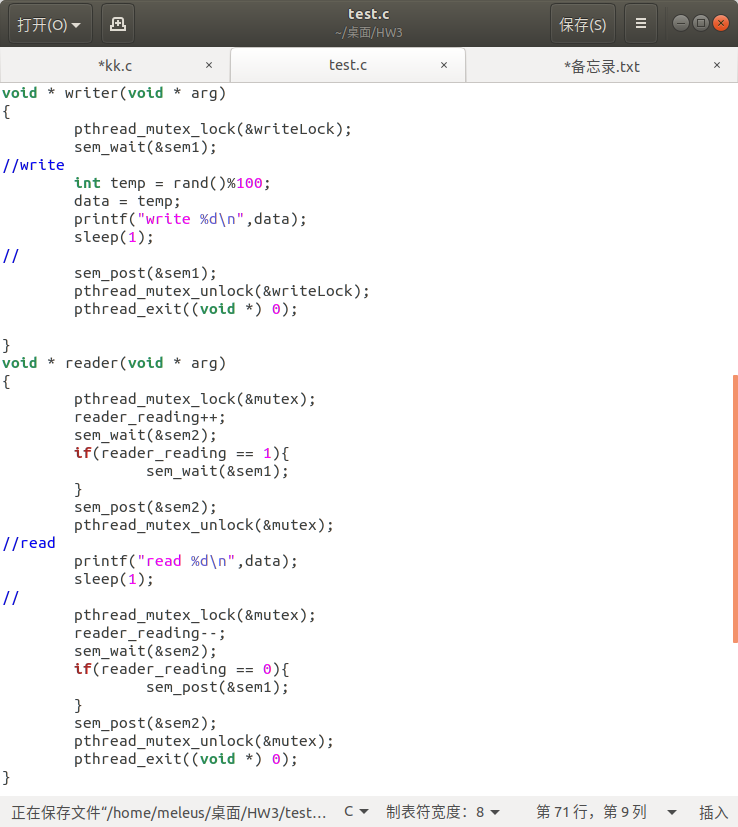 打开(O)
test.c
~/桌面/HW3
保存(S)
*kk.c × test.c × *备忘录.txt ×
void * writer(void * arg)
{
        pthread_mutex_lock(&writeLock);
        sem_wait(&sem1);
//write
        int temp = rand()%100;
        data = temp;
        printf("write %d\n",data);
        sleep(1);
//
        sem_post(&sem1);
        pthread_mutex_unlock(&writeLock);
        pthread_exit((void *) 0);
}
void * reader(void * arg)
{
        pthread_mutex_lock(&mutex);
        reader_reading++;
        sem_wait(&sem2);
        if(reader_reading == 1){
                sem_wait(&sem1);
        }
        sem_post(&sem2);
        pthread_mutex_unlock(&mutex);
//read
        printf("read %d\n",data);
        sleep(1);
//
        pthread_mutex_lock(&mutex);
        reader_reading--;
        sem_wait(&sem2);
        if(reader_reading == 0){
                sem_post(&sem1);
        }
        sem_post(&sem2);
        pthread_mutex_unlock(&mutex);
        pthread_exit((void *) 0);
}
正在保存文件“/home/meleus/桌面/HW3/test… C 制表符宽度：8 第 71 行，第 9 列 插入